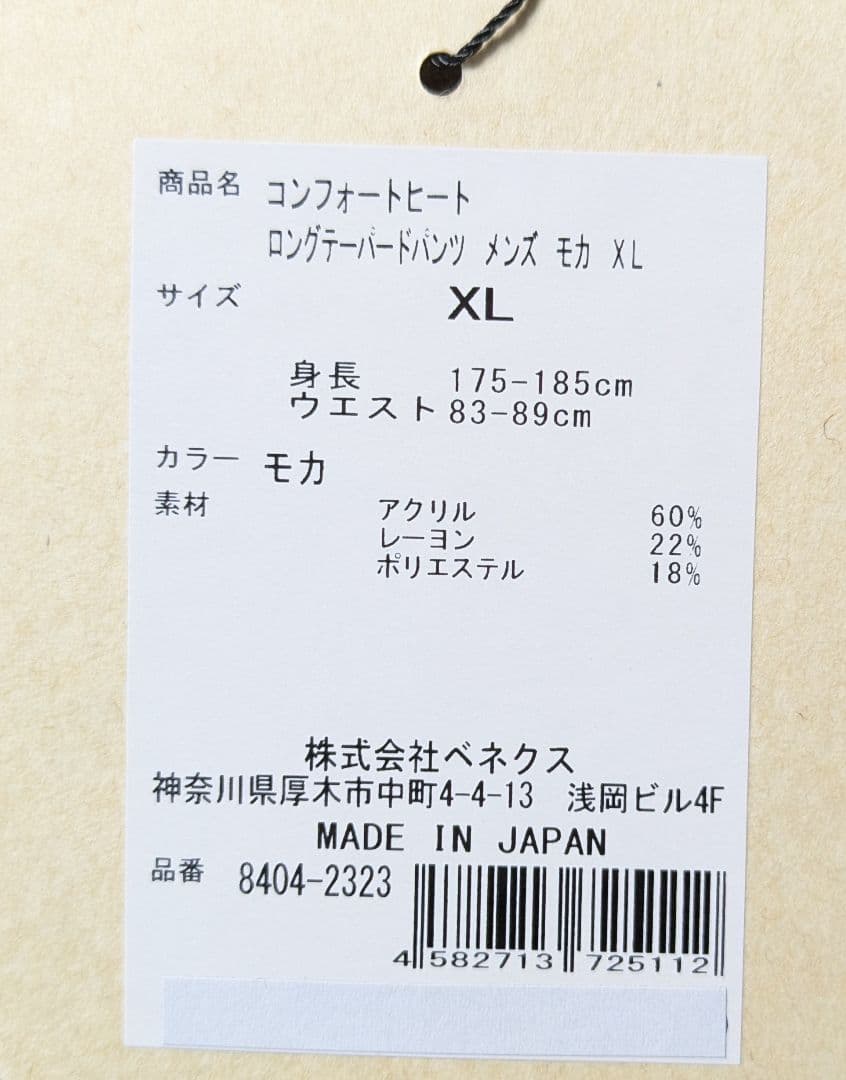 商品名 コンフォートヒート
ロングテーパードパンツ メンズ モカ XL
サイズ XL
身長 175-185cm
ウエスト 83-89cm
カラー モカ
素材 アクリル 60%
レーヨン 22%
ポリエステル 18%
株式会社ベネクス
神奈川県厚木市中町4-4-13 浅岡ビル4F
MADE IN JAPAN
品番 8404-2323
4 582713 725112